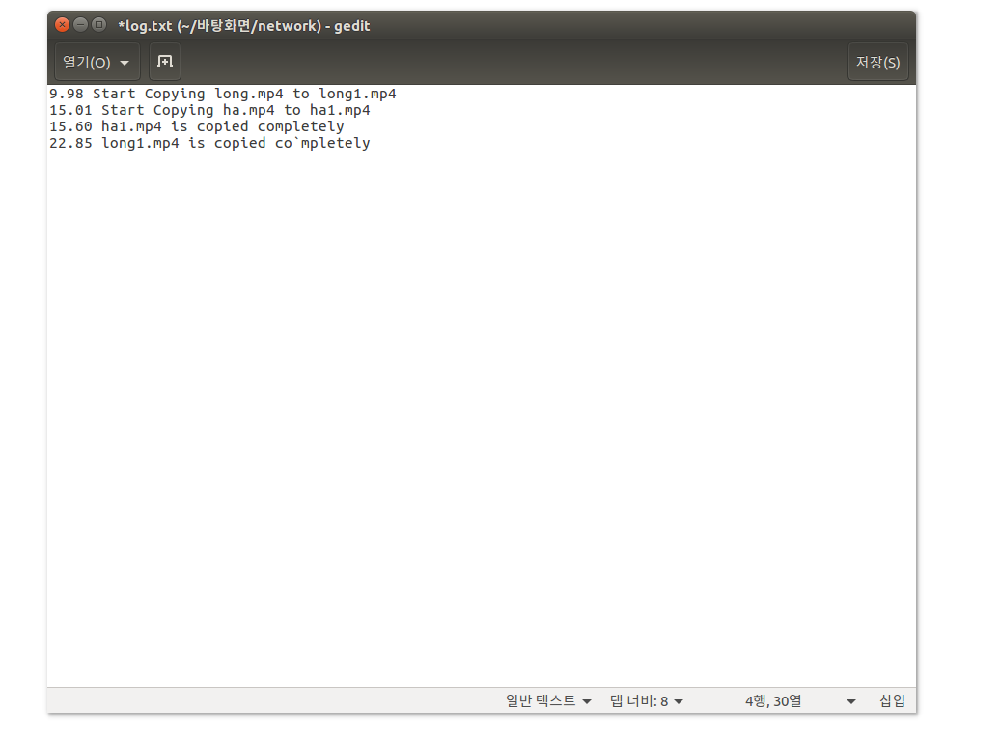 *log.txt (~/바탕화면/network) - gedit
열기(O)
저장(S)
9.98 Start Copying long.mp4 to long1.mp4
15.01 Start Copying ha.mp4 to ha1.mp4
15.60 ha1.mp4 is copied completely
22.85 long1.mp4 is copied co`mpletely
일반 텍스트 탭 너비: 8 4행, 30열 삽입